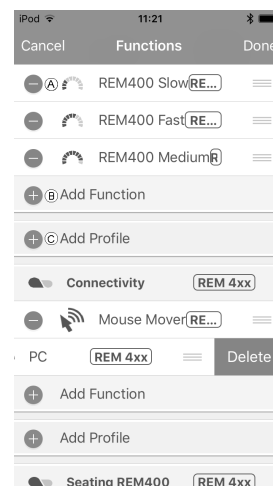 iPod 11:21
Cancel Functions Done
A REM400 Slow RE...
REM400 Fast RE...
REM400 Medium R
B Add Function
C Add Profile
Connectivity REM 4xx
Mouse Mover RE...
PC REM 4xx Delete
Add Function
Add Profile
Seating REM400 REM 4xx